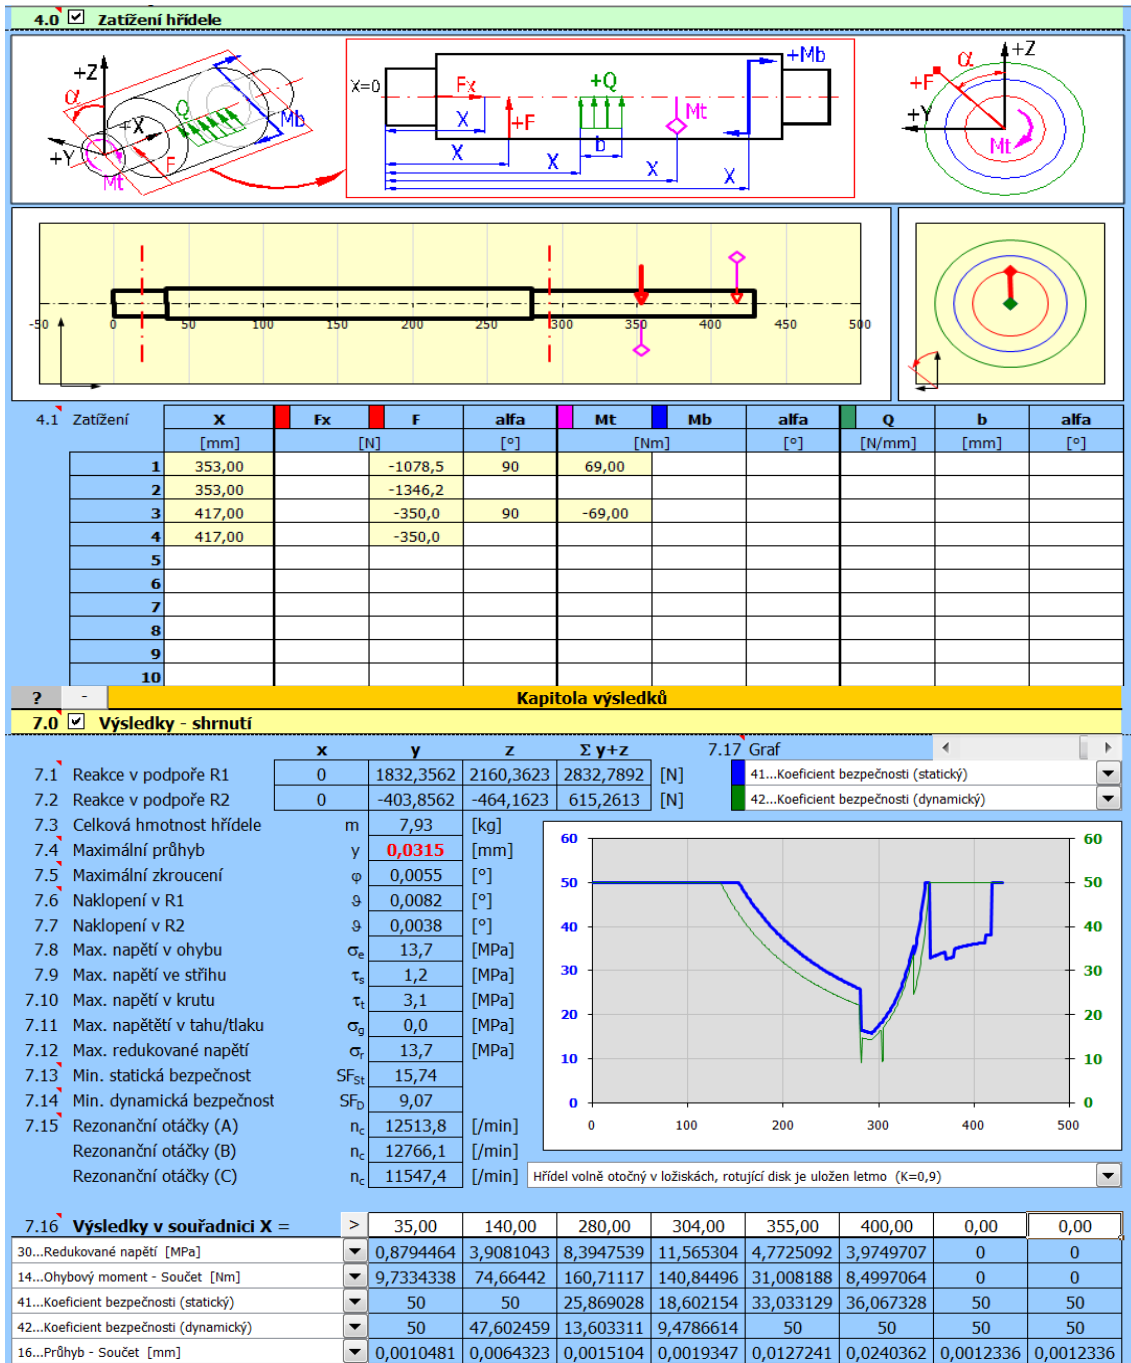 4.0 Zatížení hřídele
+Z
α
Q
+X
Mb
+Y
F
Mt
X=0
Fx
+Q
+Mb
X
+F
Mt
b
X
X
X
X
+Z
α
+F
+Y
Mt
-50 0 50 100 150 200 250 300 350 400 450 500
4.1 Zatížení X Fx F alfa Mt Mb alfa Q b alfa
[mm] [N] [°] [Nm] [°] [N/mm] [mm] [°]
1 353,00 -1078,5 90 69,00
2 353,00 -1346,2
3 417,00 -350,0 90 -69,00
4 417,00 -350,0
5
6
7
8
9
10
? - Kapitola výsledků
7.0 Výsledky - shrnutí
x y z Σ y+z 7.17 Graf
7.1 Reakce v podpoře R1 0 1832,3562 2160,3623 2832,7892 [N] 41...Koeficient bezpečnosti (statický)
7.2 Reakce v podpoře R2 0 -403,8562 -464,1623 615,2613 [N] 42...Koeficient bezpečnosti (dynamický)
7.3 Celková hmotnost hřídele m 7,93 [kg]
7.4 Maximální průhyb y 0,0315 [mm]
7.5 Maximální zkroucení φ 0,0055 [°]
7.6 Naklopení v R1 ϑ 0,0082 [°]
7.7 Naklopení v R2 ϑ 0,0038 [°]
7.8 Max. napětí v ohybu σe 13,7 [MPa]
7.9 Max. napětí ve střihu τs 1,2 [MPa]
7.10 Max. napětí v krutu τt 3,1 [MPa]
7.11 Max. napětětí v tahu/tlaku σg 0,0 [MPa]
7.12 Max. redukované napětí σr 13,7 [MPa]
7.13 Min. statická bezpečnost SFSt 15,74
7.14 Min. dynamická bezpečnost SFD 9,07
7.15 Rezonanční otáčky (A) nc 12513,8 [/min]
Rezonanční otáčky (B) nc 12766,1 [/min]
Rezonanční otáčky (C) nc 11547,4 [/min] Hřídel volně otočný v ložiskách, rotující disk je uložen letmo (K=0,9)
60 60
50 50
40 40
30 30
20 20
10 10
0 0
0 100 200 300 400 500
7.16 Výsledky v souřadnici X = > 35,00 140,00 280,00 304,00 355,00 400,00 0,00 0,00
30...Redukované napětí [MPa] 0,8794464 3,9081043 8,3947539 11,565304 4,7725092 3,9749707 0 0
14...Ohybový moment - Součet [Nm] 9,7334338 74,66442 160,71117 140,84496 31,008188 8,4997064 0 0
41...Koeficient bezpečnosti (statický) 50 50 25,869028 18,602154 33,033129 36,067328 50 50
42...Koeficient bezpečnosti (dynamický) 50 47,602459 13,603311 9,4786614 50 50 50 50
16...Průhyb - Součet [mm] 0,0010481 0,0064323 0,0015104 0,0019347 0,0127241 0,0240362 0,0012336 0,0012336